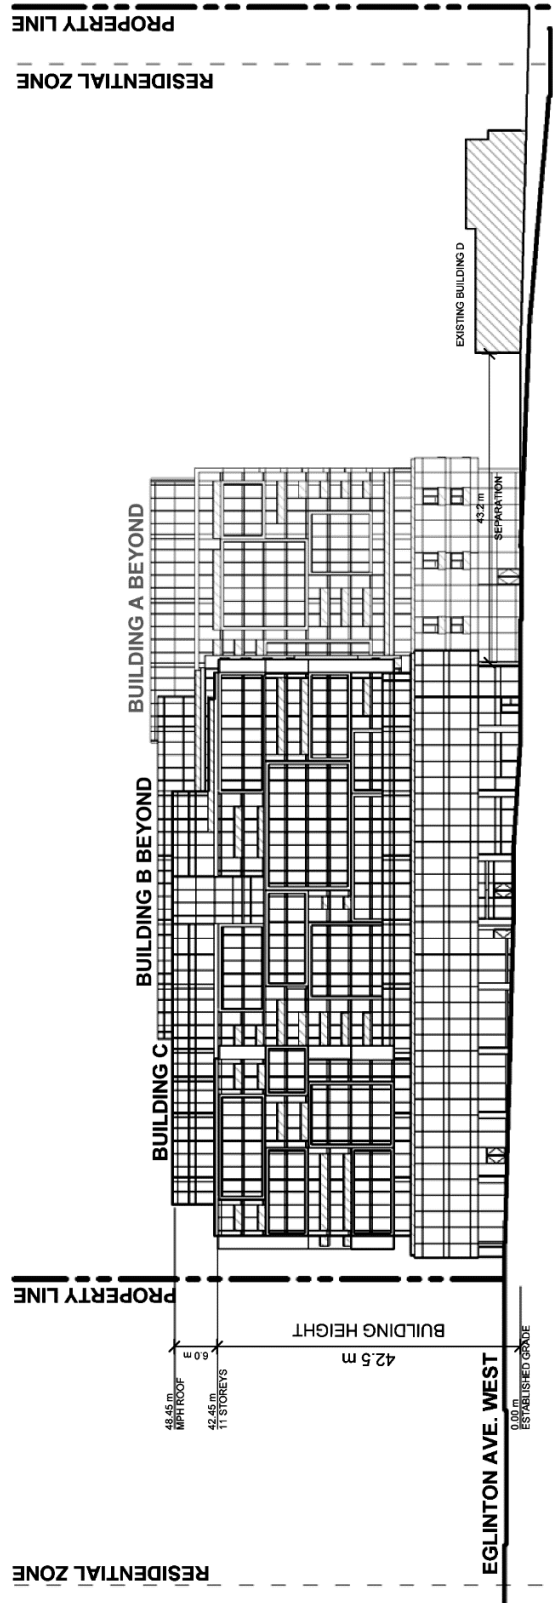 PROPERTY LINE
RESIDENTIAL ZONE
EXISTING BUILDING D
43.2 m
SEPARATION
BUILDING A BEYOND
BUILDING B BEYOND
BUILDING C
PROPERTY LINE
BUILDING HEIGHT
42.5 m
6.0 m
48.45 m
MPH ROOF
42.45 m
11 STOREYS
0.00 m
ESTABLISHED GRADE
EGLINTON AVE. WEST
RESIDENTIAL ZONE